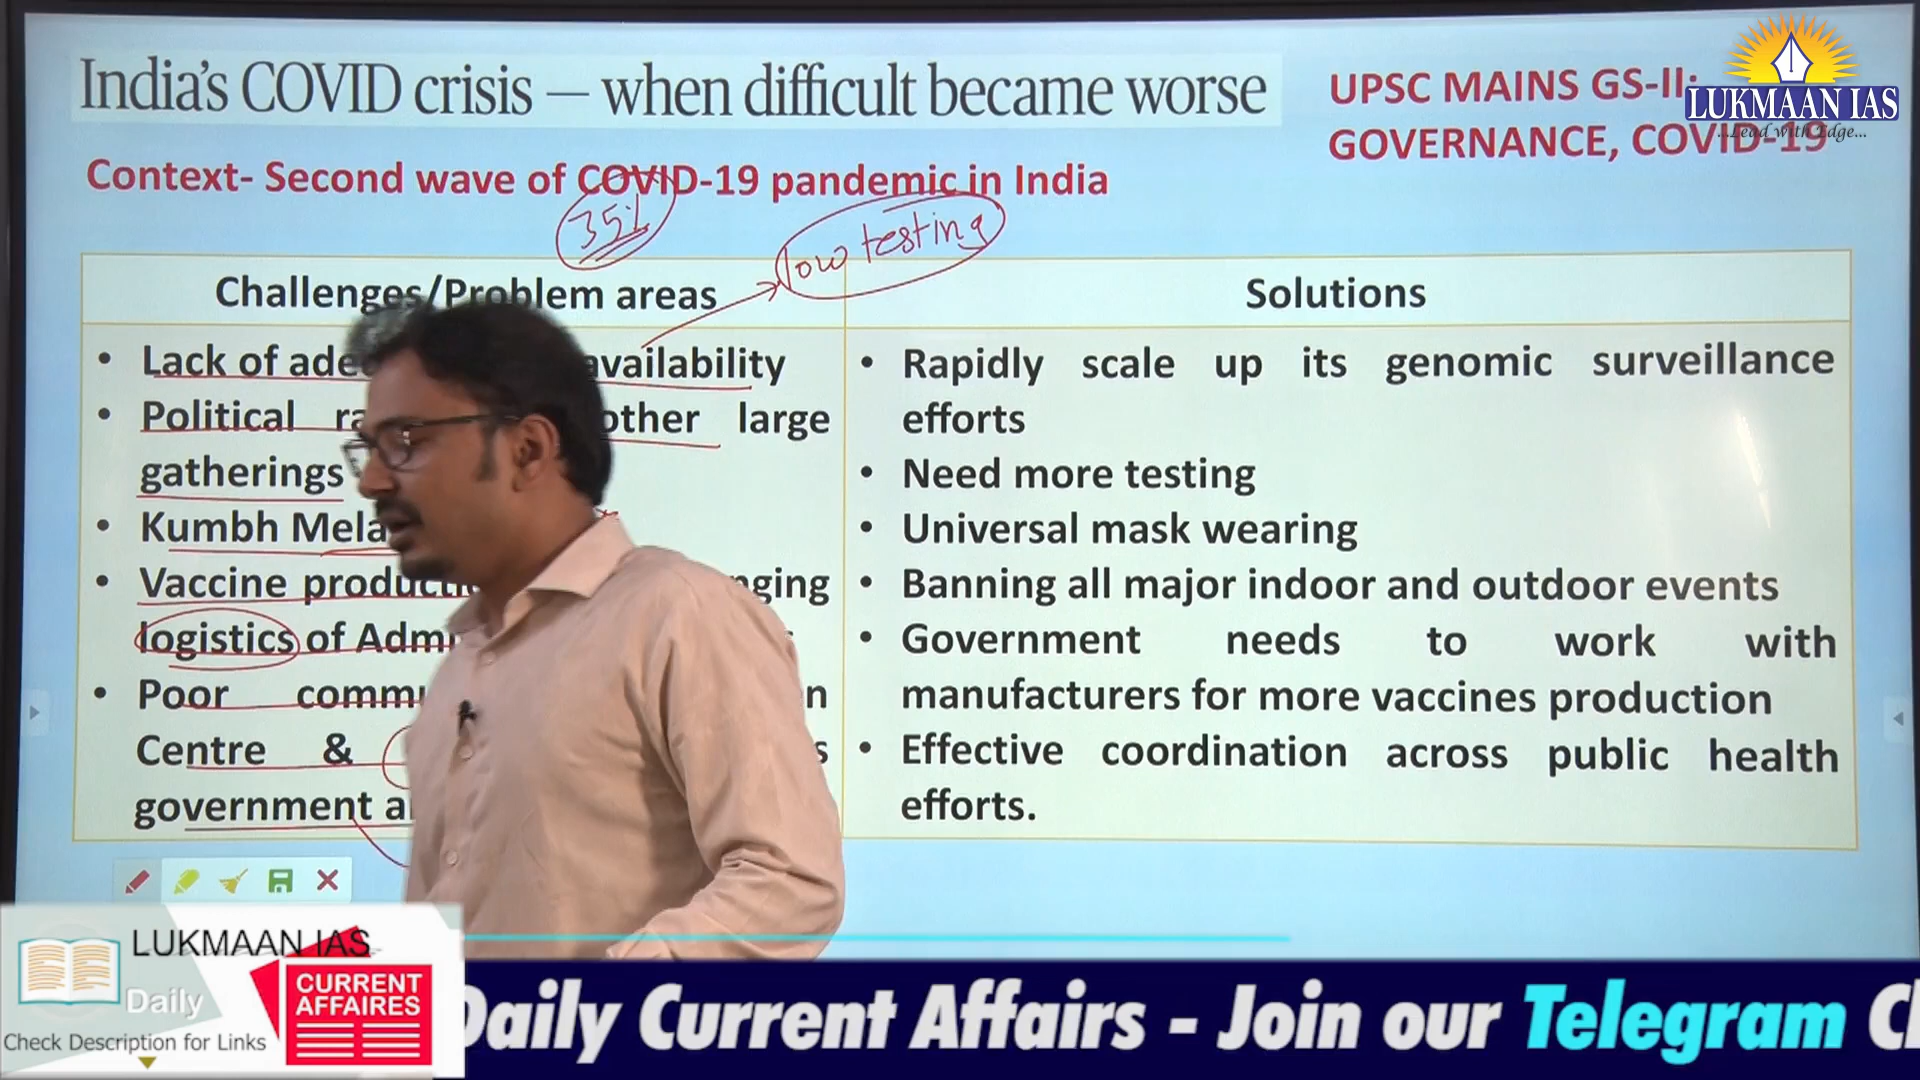 India's COVID crisis – when difficult became worse
UPSC MAINS GS-II:
GOVERNANCE, COVID-19
LUKMAAN IAS
...Lead with Edge...
Context- Second wave of COVID-19 pandemic in India
35%
low testing
Challenges/Problem areas
• Lack of availability
• Political other large
gatherings
• Kumbh Mela
• Vaccine
logistics of
• Poor
Centre &
government
Solutions
• Rapidly scale up its genomic surveillance
efforts
• Need more testing
• Universal mask wearing
• Banning all major indoor and outdoor events
• Government needs to work with
manufacturers for more vaccines production
• Effective coordination across public health
efforts.
LUKMAAN IAS
Daily
CURRENT
AFFAIRES
Check Description for Links
Daily Current Affairs - Join our Telegram